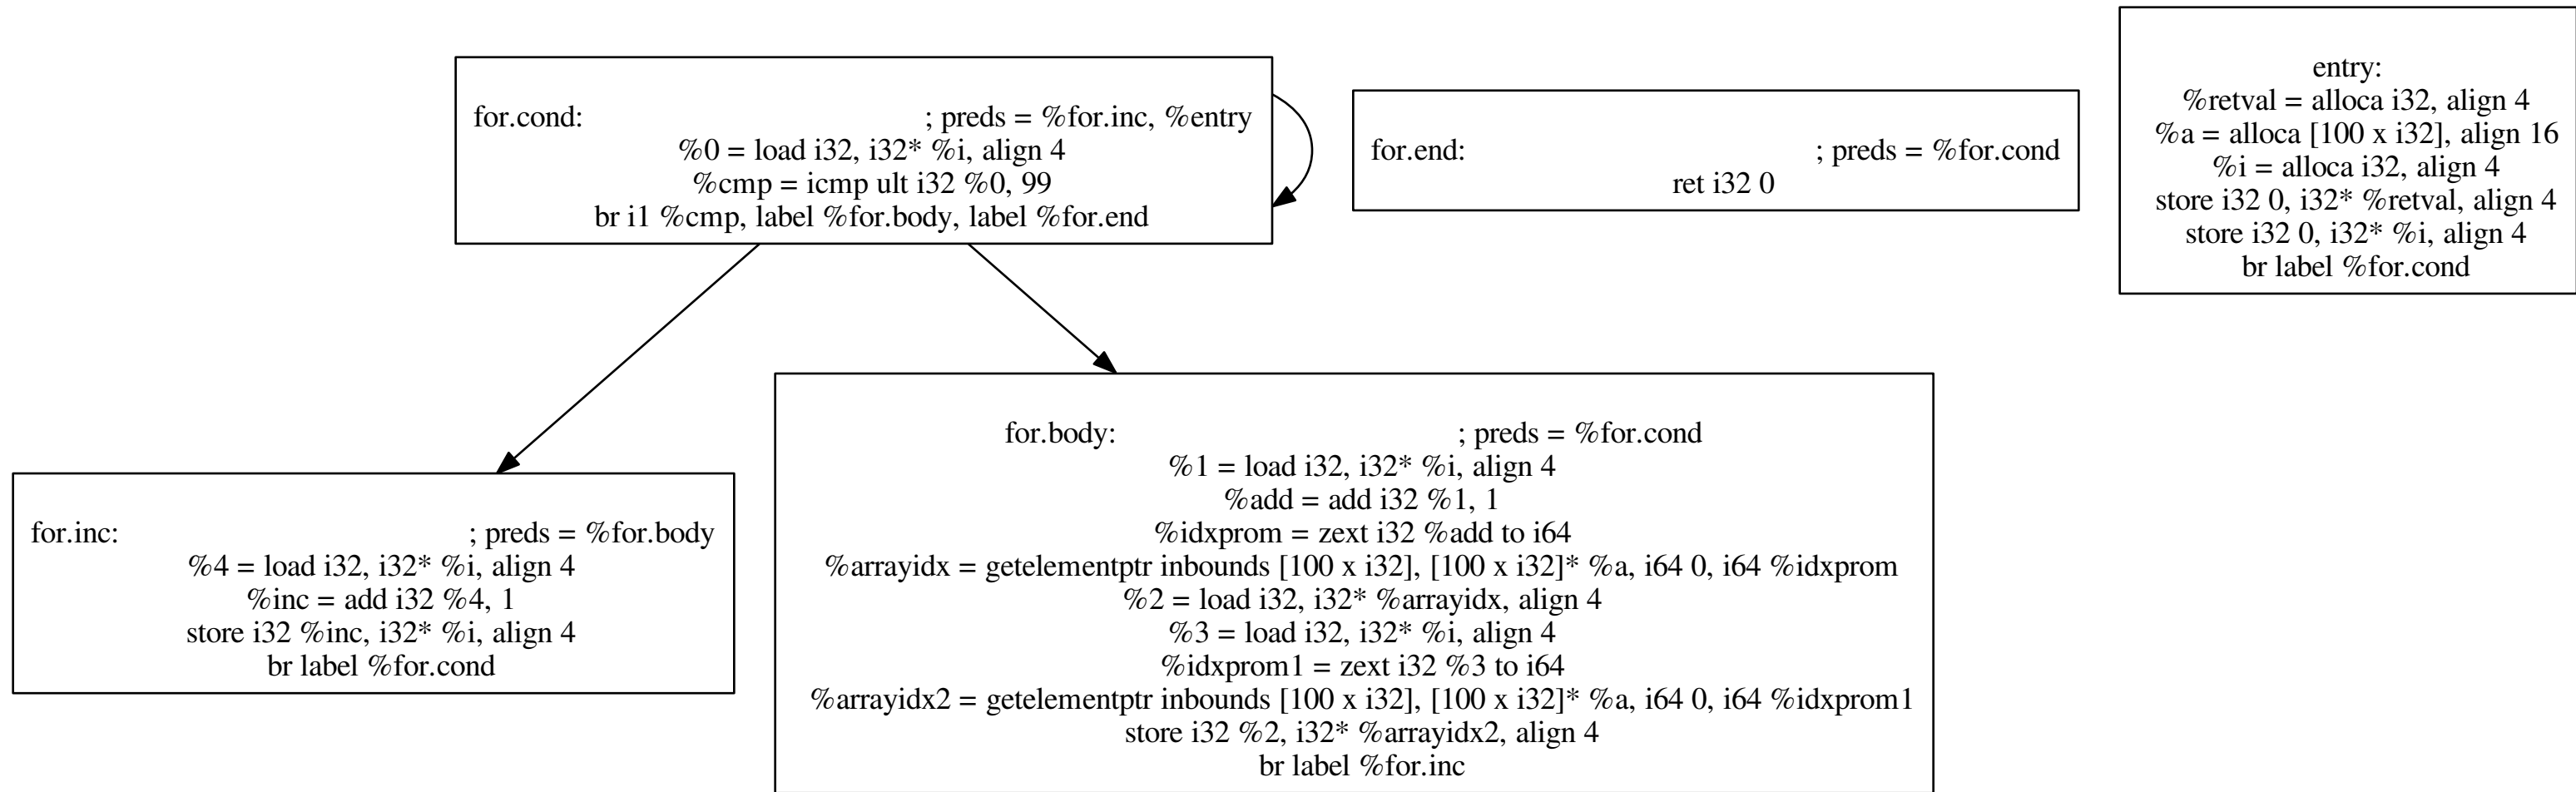 for.cond: ; preds = %for.inc, %entry
%0 = load i32, i32* %i, align 4
%cmp = icmp ult i32 %0, 99
br i1 %cmp, label %for.body, label %for.end
for.end: ; preds = %for.cond
ret i32 0
entry:
%retval = alloca i32, align 4
%a = alloca [100 x i32], align 16
%i = alloca i32, align 4
store i32 0, i32* %retval, align 4
store i32 0, i32* %i, align 4
br label %for.cond
for.inc: ; preds = %for.body
%4 = load i32, i32* %i, align 4
%inc = add i32 %4, 1
store i32 %inc, i32* %i, align 4
br label %for.cond
for.body: ; preds = %for.cond
%1 = load i32, i32* %i, align 4
%add = add i32 %1, 1
%idxprom = zext i32 %add to i64
%arrayidx = getelementptr inbounds [100 x i32], [100 x i32]* %a, i64 0, i64 %idxprom
%2 = load i32, i32* %arrayidx, align 4
%3 = load i32, i32* %i, align 4
%idxprom1 = zext i32 %3 to i64
%arrayidx2 = getelementptr inbounds [100 x i32], [100 x i32]* %a, i64 0, i64 %idxprom1
store i32 %2, i32* %arrayidx2, align 4
br label %for.inc